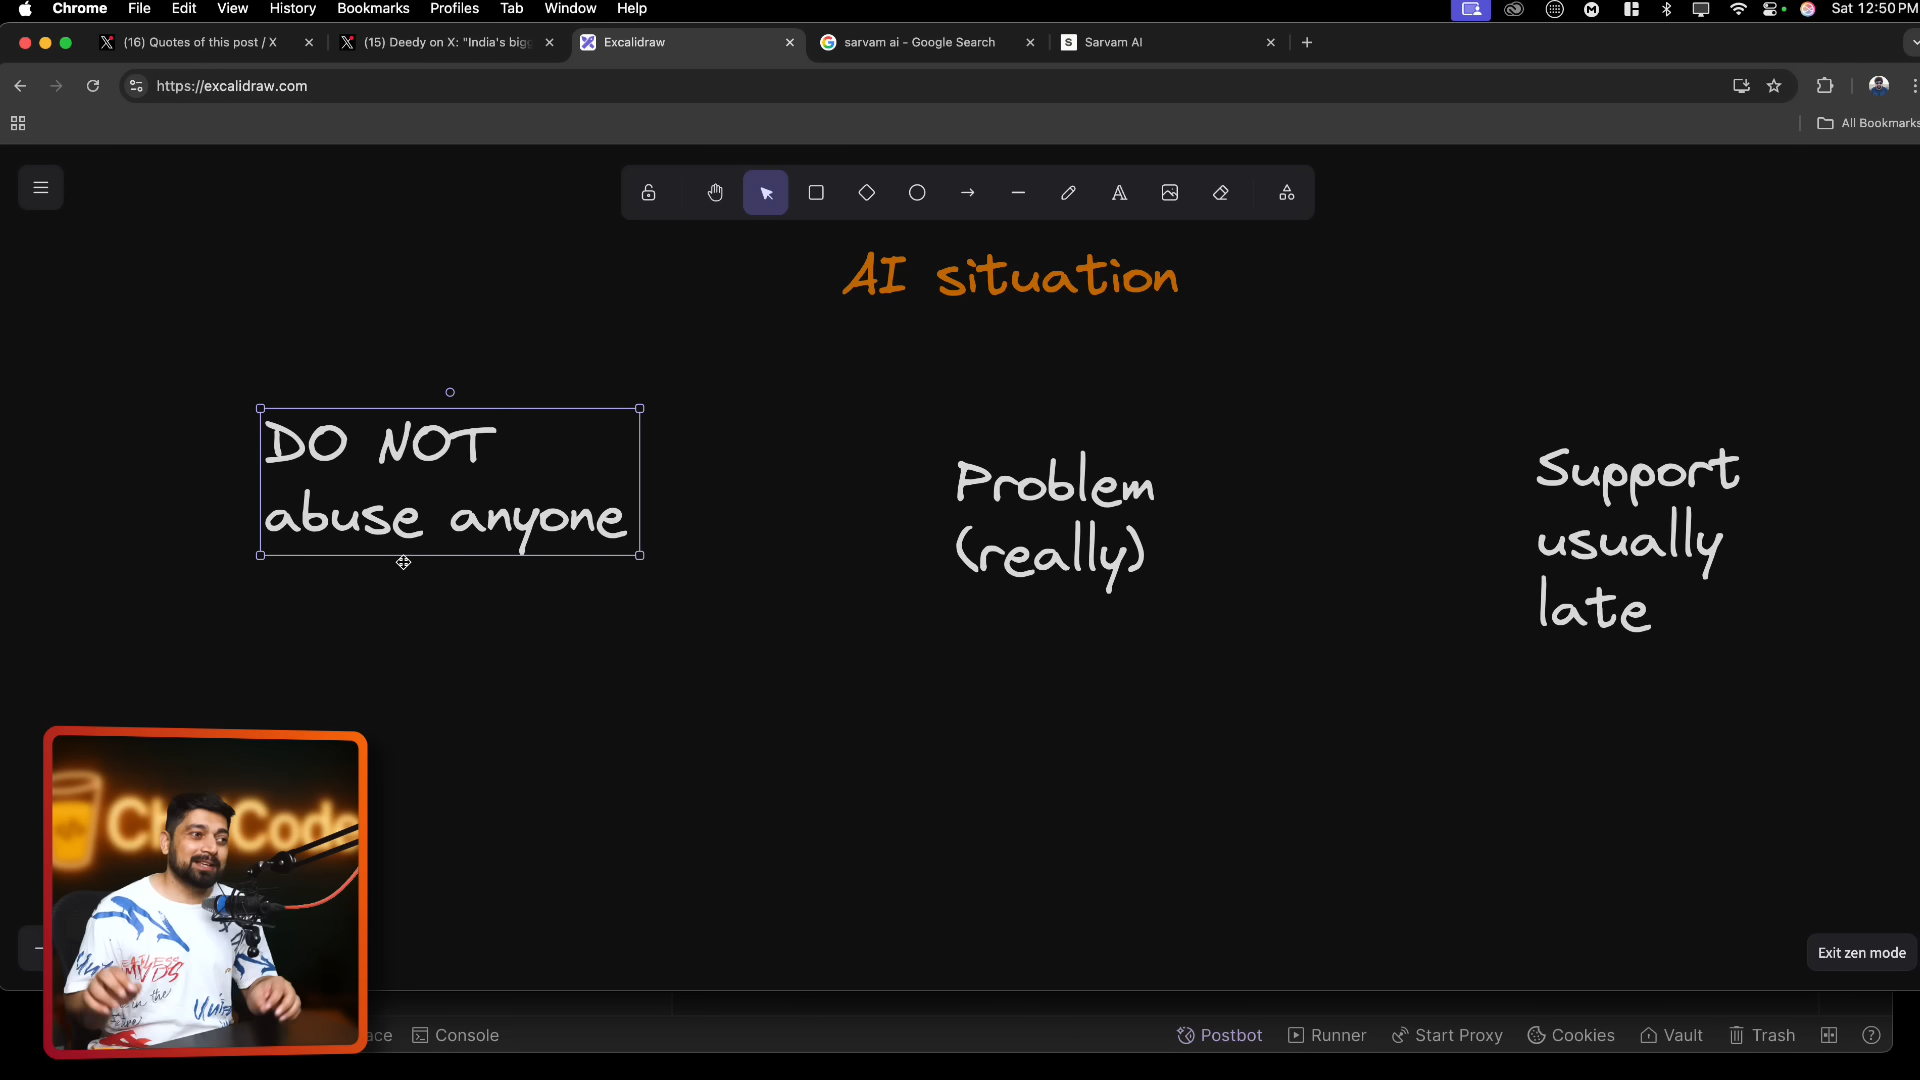 Chrome File Edit View History Bookmarks Profiles Tab Window Help Sat 12:50 PM
(16) Quotes of this post / X (15) Deedy on X: "India's big Excalidraw sarvam ai - Google Search Sarvam AI
https://excalidraw.com
All Bookmarks
AI situation
DO NOT
abuse anyone
Problem
(really)
Support
usually
late
Exit zen mode
Console Postbot Runner Start Proxy Cookies Vault Trash